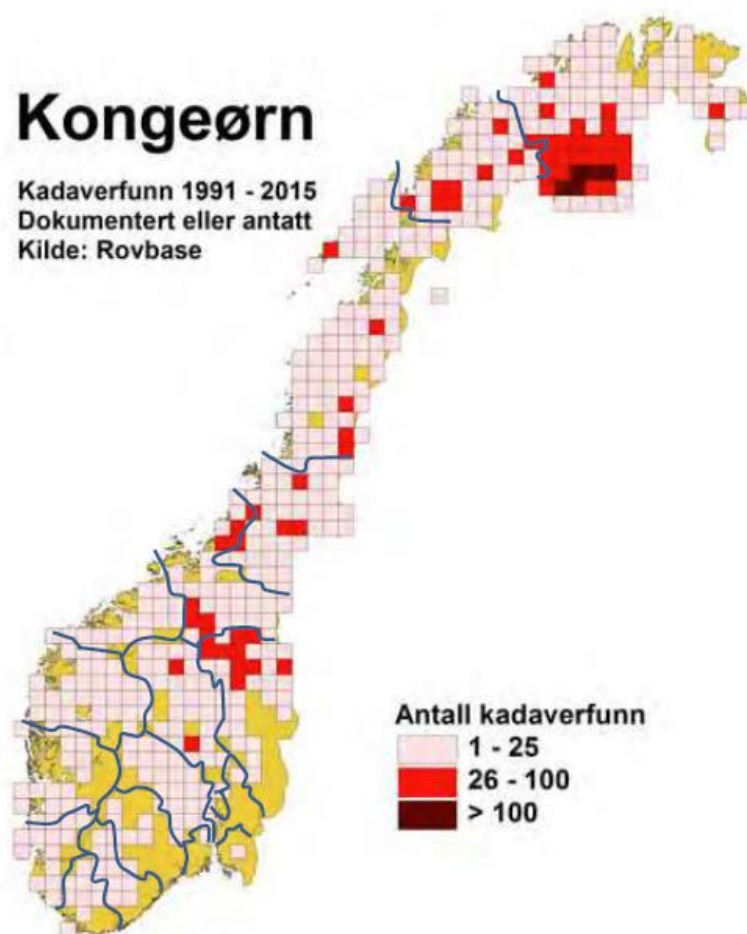 Kongeørn
Kadaverfunn 1991 - 2015
Dokumentert eller antatt
Kilde: Rovbase
Antall kadaverfunn
1 - 25
26 - 100
> 100